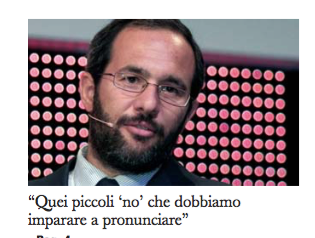 “Quei piccoli ‘no’ che dobbiamo
imparare a pronunciare”